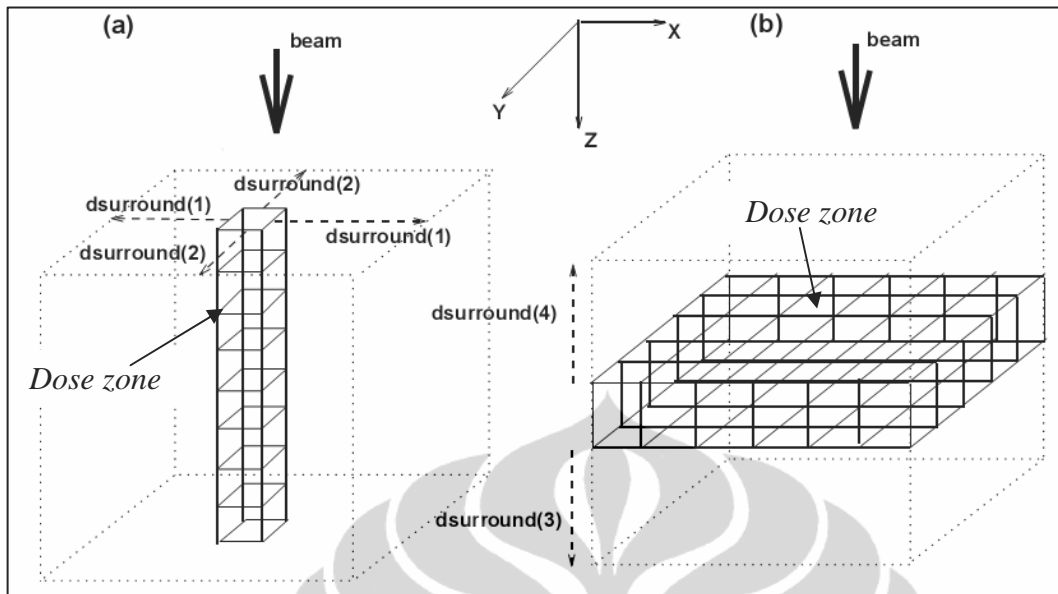 (a)
beam
X
Y
Z
(b)
beam
dsurround(2)
dsurround(1)
dsurround(1)
dsurround(2)
Dose zone
Dose zone
dsurround(4)
dsurround(3)